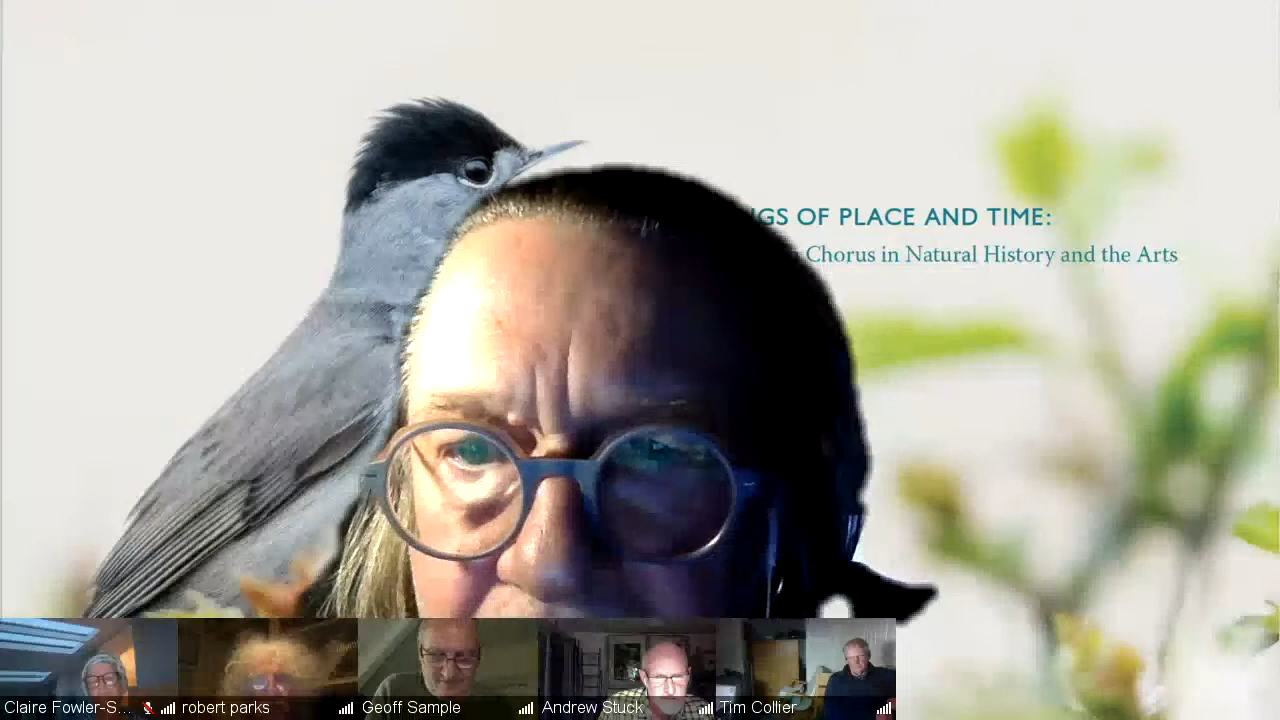 NGS OF PLACE AND TIME:
Chorus in Natural History and the Arts
Claire Fowler-S...
robert parks
Geoff Sample
Andrew Stuck
Tim Collier